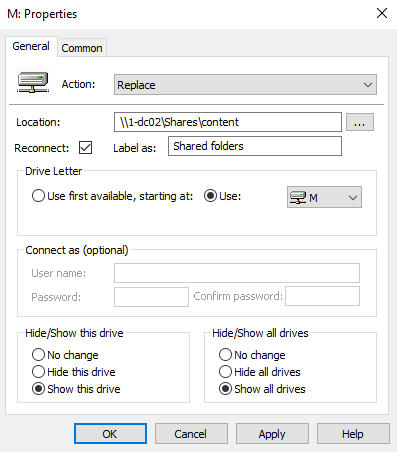 M: Properties
General Common
Action: Replace
Location: \\1-dc02\Shares\content ...
Reconnect: Label as: Shared folders
Drive Letter
Use first available, starting at: Use: M
Connect as (optional)
User name:
Password: Confirm password:
Hide/Show this drive Hide/Show all drives
No change No change
Hide this drive Hide all drives
Show this drive Show all drives
OK Cancel Apply Help